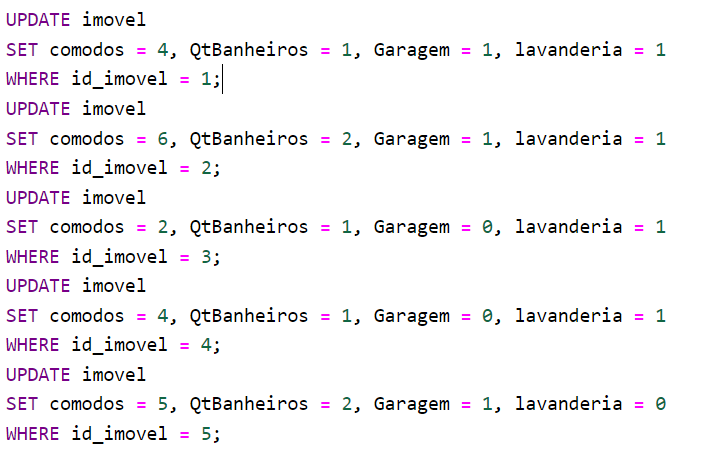 UPDATE imovel
SET comodos = 4, QtBanheiros = 1, Garagem = 1, lavanderia = 1
WHERE id_imovel = 1;
UPDATE imovel
SET comodos = 6, QtBanheiros = 2, Garagem = 1, lavanderia = 1
WHERE id_imovel = 2;
UPDATE imovel
SET comodos = 2, QtBanheiros = 1, Garagem = 0, lavanderia = 1
WHERE id_imovel = 3;
UPDATE imovel
SET comodos = 4, QtBanheiros = 1, Garagem = 0, lavanderia = 1
WHERE id_imovel = 4;
UPDATE imovel
SET comodos = 5, QtBanheiros = 2, Garagem = 1, lavanderia = 0
WHERE id_imovel = 5;